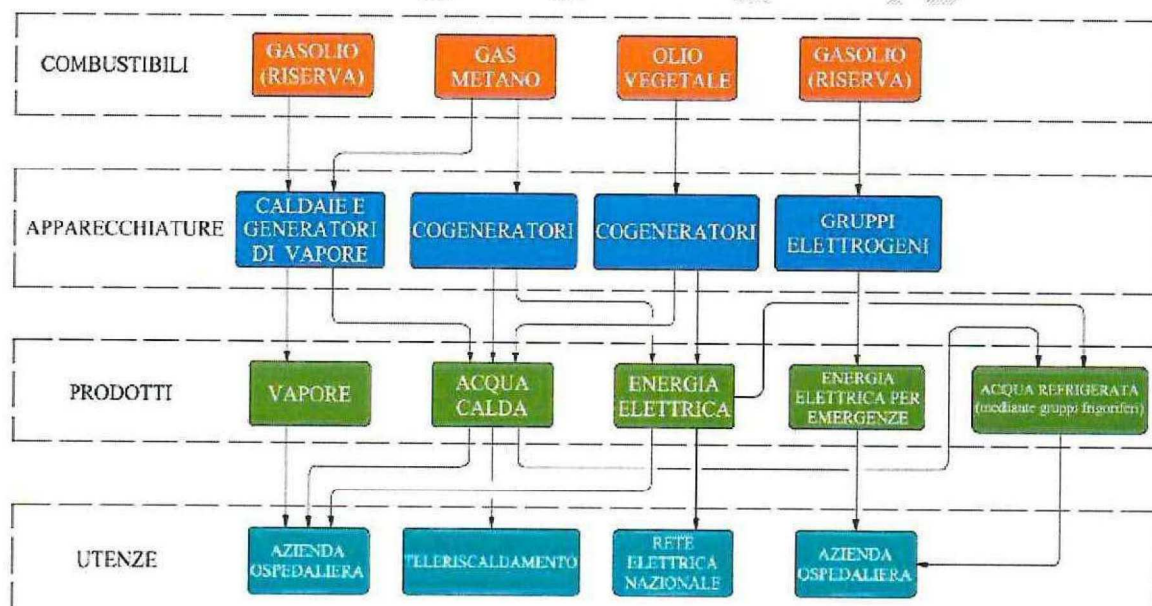 COMBUSTIBILI
GASOLIO
(RISERVA)
GAS
METANO
OLIO
VEGETALE
GASOLIO
(RISERVA)
APPARECCHIATURE
CALDAIE E
GENERATORI
DI VAPORE
COGENERATORI
COGENERATORI
GRUPPI
ELETTROGENI
PRODOTTI
VAPORE
ACQUA
CALDA
ENERGIA
ELETTRICA
ENERGIA
ELETTRICA PER
EMERGENZE
ACQUA REFRIGERATA
(mediante gruppi frigoriferi)
UTENZE
AZIENDA
OSPEDALIERA
TELERISCALDAMENTO
RETE
ELETTRICA
NAZIONALE
AZIENDA
OSPEDALIERA